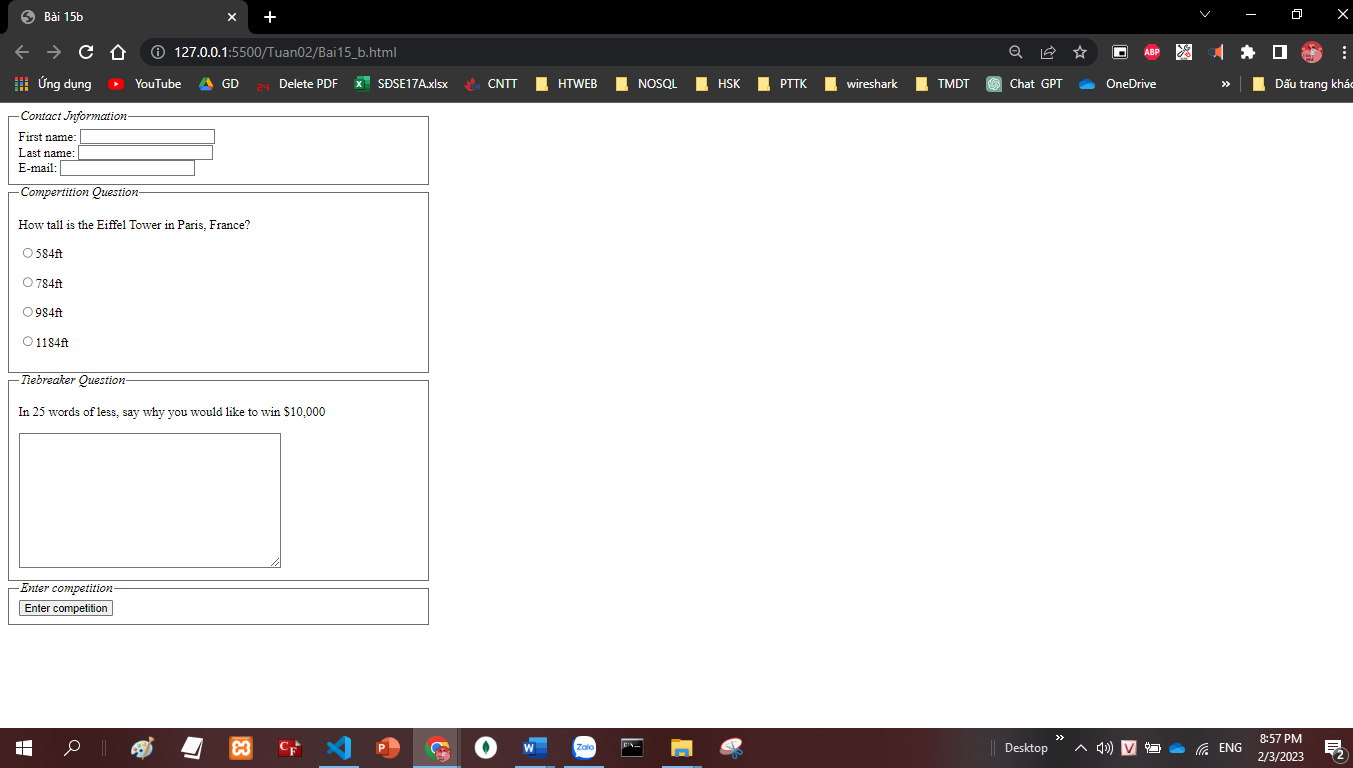 Bài 15b
127.0.0.1:5500/Tuan02/Bai15_b.html
ABP
Ứng dụng YouTube GD 24 Delete PDF SĐSE17A.xlsx CNTT HTWEB NOSQL HSK PTTK wireshark TMDT Chat GPT OneDrive » Dấu trang khác
Contact Jnformation
First name:
Last name:
E-mail:
Compertition Question
How tall is the Eiffel Tower in Paris, France?
584ft
784ft
984ft
1184ft
Tiebreaker Question
In 25 words of less, say why you would like to win $10,000
Enter competition
Enter competition
Desktop » ENG 8:57 PM
2/3/2023
2